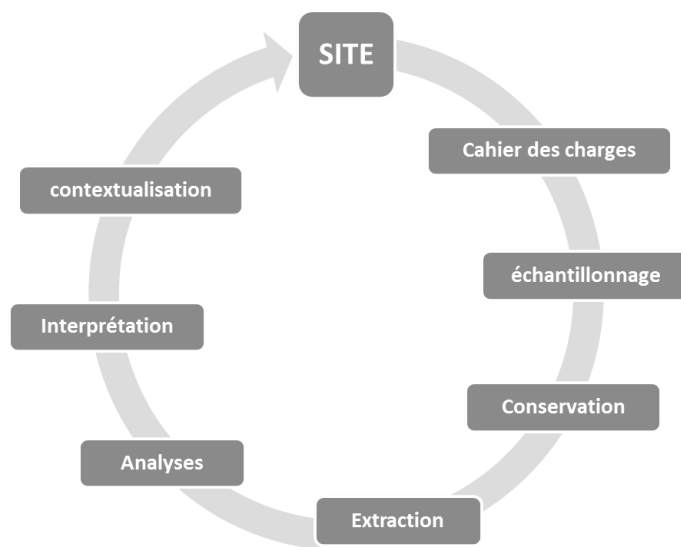 SITE
Cahier des charges
échantillonnage
Conservation
Extraction
Analyses
Interprétation
contextualisation